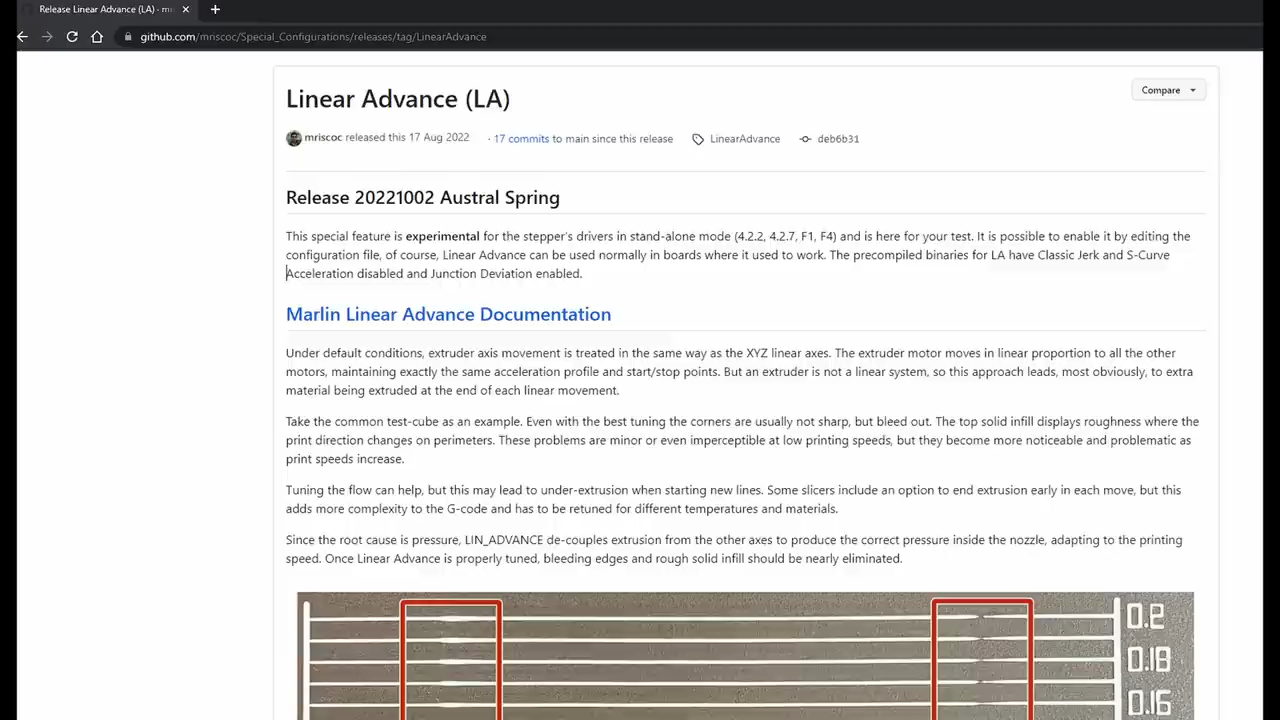 Release Linear Advance (LA) · m
github.com/mriscoc/Special_Configurations/releases/tag/LinearAdvance
Linear Advance (LA)
Compare
mriscoc released this 17 Aug 2022 · 17 commits to main since this release LinearAdvance deb6b31
Release 20221002 Austral Spring
This special feature is experimental for the stepper's drivers in stand-alone mode (4.2.2, 4.2.7, F1, F4) and is here for your test. It is possible to enable it by editing the
configuration file, of course, Linear Advance can be used normally in boards where it used to work. The precompiled binaries for LA have Classic Jerk and S-Curve
Acceleration disabled and Junction Deviation enabled.
Marlin Linear Advance Documentation
Under default conditions, extruder axis movement is treated in the same way as the XYZ linear axes. The extruder motor moves in linear proportion to all the other
motors, maintaining exactly the same acceleration profile and start/stop points. But an extruder is not a linear system, so this approach leads, most obviously, to extra
material being extruded at the end of each linear movement.
Take the common test-cube as an example. Even with the best tuning the corners are usually not sharp, but bleed out. The top solid infill displays roughness where the
print direction changes on perimeters. These problems are minor or even imperceptible at low printing speeds, but they become more noticeable and problematic as
print speeds increase.
Tuning the flow can help, but this may lead to under-extrusion when starting new lines. Some slicers include an option to end extrusion early in each move, but this
adds more complexity to the G-code and has to be retuned for different temperatures and materials.
Since the root cause is pressure, LIN_ADVANCE de-couples extrusion from the other axes to produce the correct pressure inside the nozzle, adapting to the printing
speed. Once Linear Advance is properly tuned, bleeding edges and rough solid infill should be nearly eliminated.
0.2
0.18
0.16